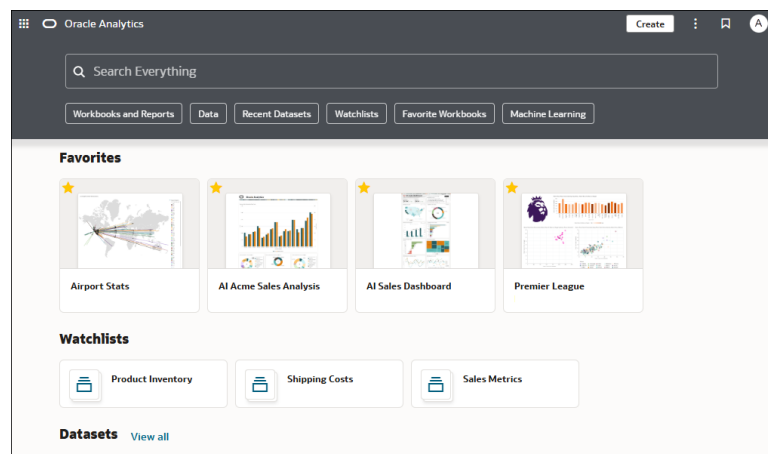 Oracle Analytics
Create
A
Search Everything
Workbooks and Reports
Data
Recent Datasets
Watchlists
Favorite Workbooks
Machine Learning
Favorites
Airport Stats
AI Acme Sales Analysis
AI Sales Dashboard
Premier League
Watchlists
Product Inventory
Shipping Costs
Sales Metrics
Datasets View all